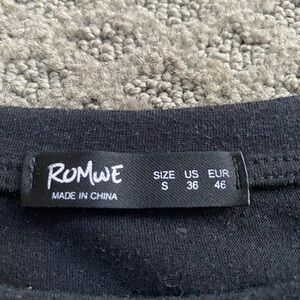 ROMWE
MADE IN CHINA
SIZE US EUR
S 36 46